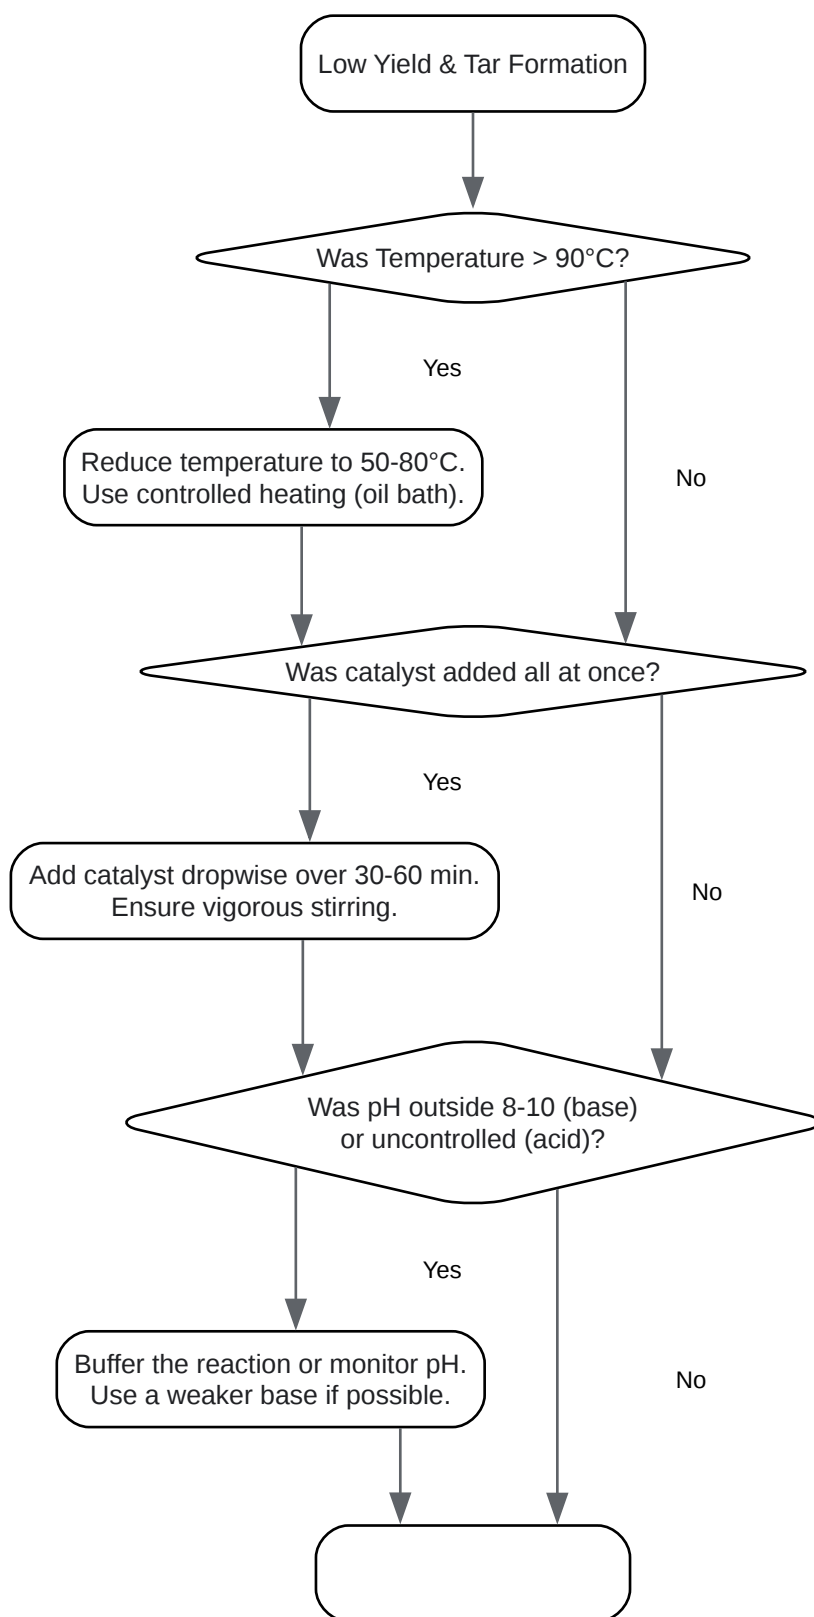 Low Yield & Tar Formation
Was Temperature > 90°C?
Yes
Reduce temperature to 50-80°C.
Use controlled heating (oil bath).
No
Was catalyst added all at once?
Yes
Add catalyst dropwise over 30-60 min.
Ensure vigorous stirring.
No
Was pH outside 8-10 (base)
or uncontrolled (acid)?
Yes
Buffer the reaction or monitor pH.
Use a weaker base if possible.
No